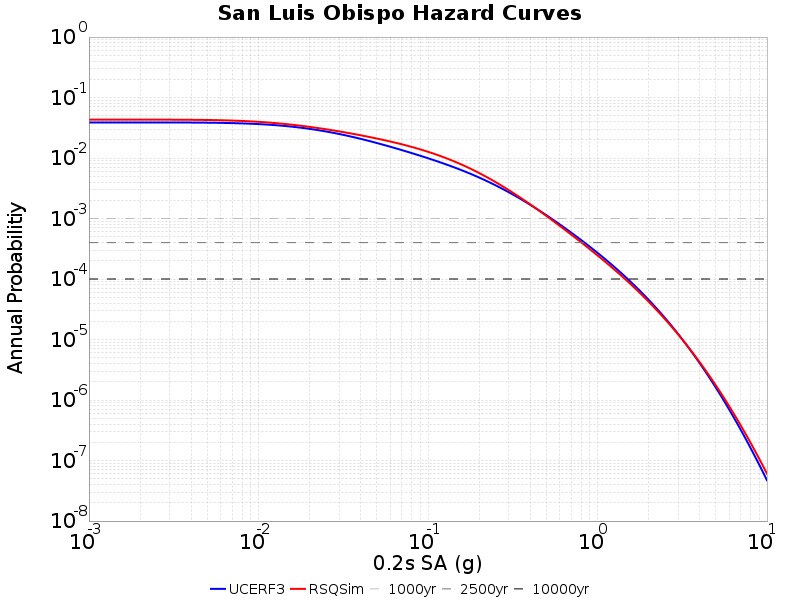 San Luis Obispo Hazard Curves
10^0
10^-1
10^-2
10^-3
10^-4
10^-5
10^-6
10^-7
10^-8
Annual Probabilitiy
10^-3 10^-2 10^-1 10^0 10^1
0.2s SA (g)
UCERF3 RSQSim 1000yr 2500yr 10000yr